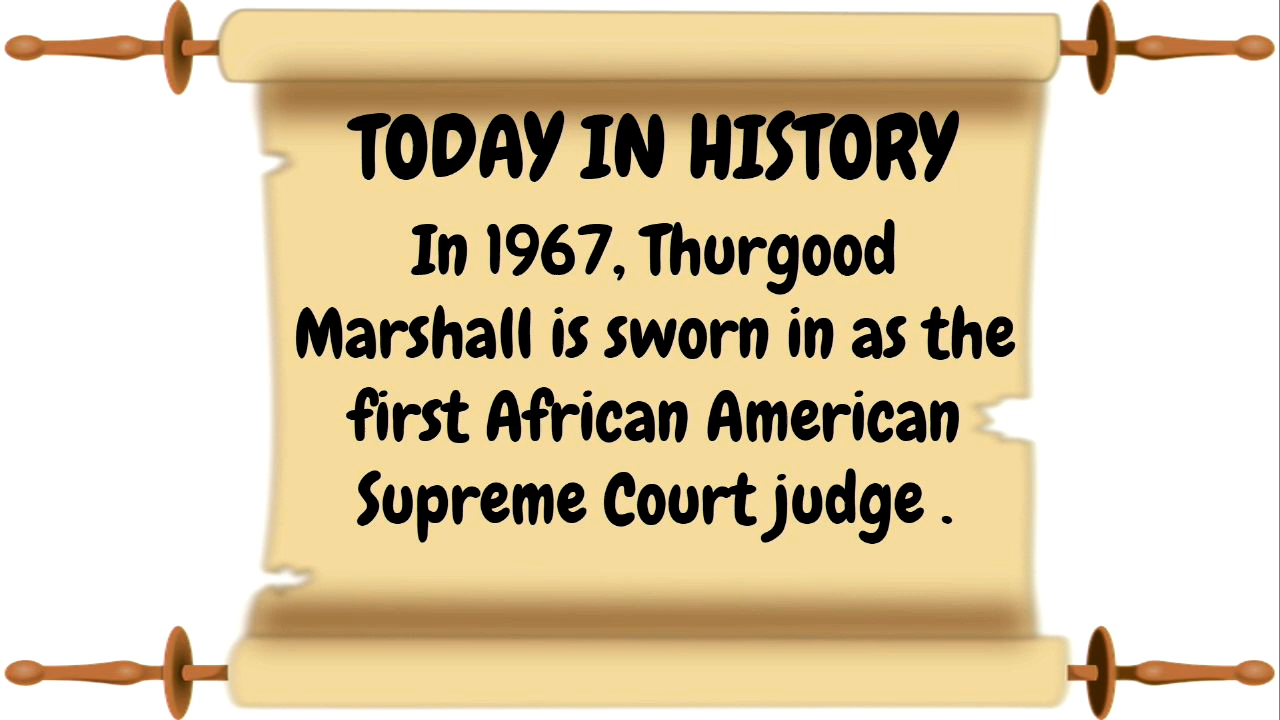 TODAY IN HISTORY
In 1967, Thurgood
Marshall is sworn in as the
first African American
Supreme Court judge .